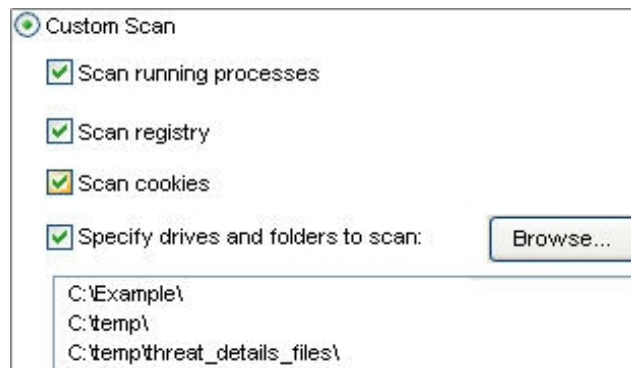 Custom Scan
Scan running processes
Scan registry
Scan cookies
Specify drives and folders to scan: Browse...
C:\Example\
C:\temp\
C:\temp\threat_details_files\